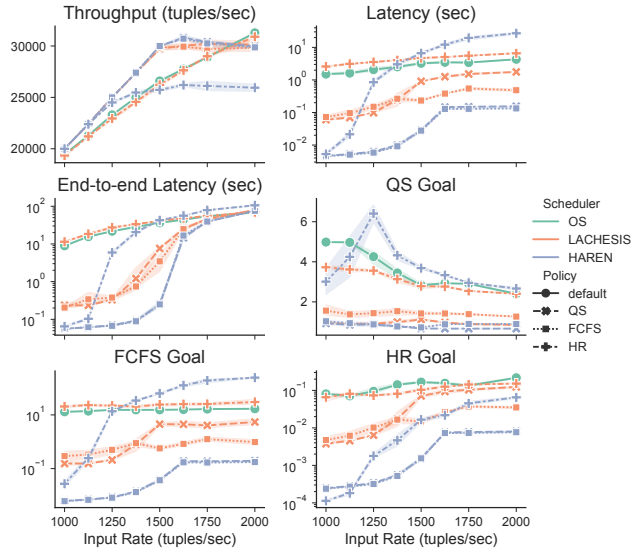 Throughput (tuples/sec)
30000
25000
20000
Latency (sec)
10^1
10^0
10^-1
10^-2
End-to-end Latency (sec)
10^2
10^1
10^0
10^-1
QS Goal
6
4
2
Scheduler
OS
LACHESIS
HAREN
Policy
default
QS
FCFS
HR
FCFS Goal
10^1
10^-1
1000 1250 1500 1750 2000
Input Rate (tuples/sec)
HR Goal
10^-1
10^-2
10^-3
10^-4
1000 1250 1500 1750 2000
Input Rate (tuples/sec)